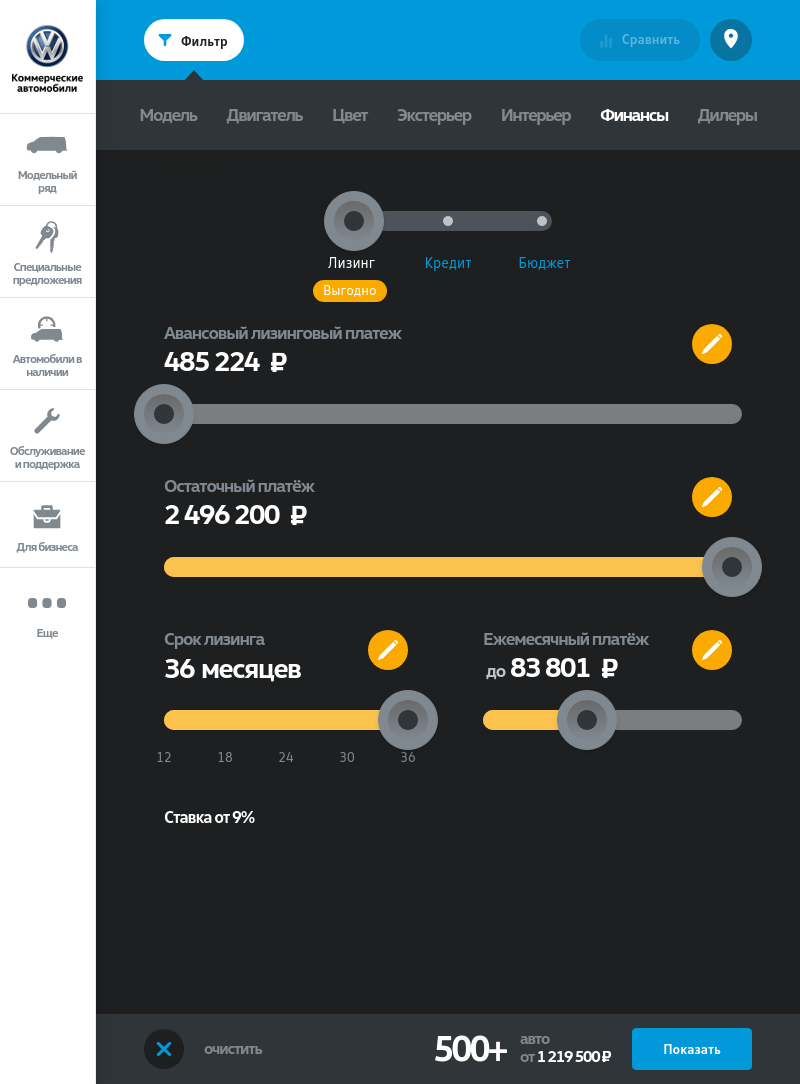 Коммерческие
автомобили
Модельный
ряд
Специальные
предложения
Автомобили в
наличии
Обслуживание
и поддержка
Для бизнеса
Еще
Фильтр
Сравнить
Модель Двигатель Цвет Экстерьер Интерьер Финансы Дилеры
Лизинг Кредит Бюджет
Выгодно
Авансовый лизинговый платеж
485 224 ₽
Остаточный платёж
2 496 200 ₽
Срок лизинга
36 месяцев
12 18 24 30 36
Ежемесячный платёж
до 83 801 ₽
Ставка от 9%
очистить
500+
авто
от 1 219 500 ₽
Показать